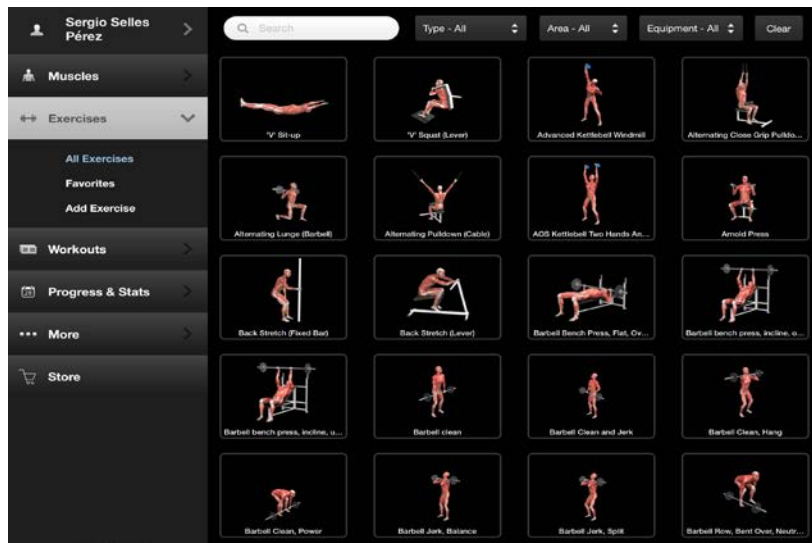 Sergio Selles
Pérez
Muscles
Exercises
All Exercises
Favorites
Add Exercise
Workouts
Progress & Stats
More
Store
Search
Type - All
Area - All
Equipment - All
Clear
'V' Sit-up
'V' Squat (Lever)
Advanced Kettlebell Windmill
Alternating Close Grip Pulldo...
Alternating Lunge (Barbell)
Alternating Pulldown (Cable)
AOS Kettlebell Two Hands An...
Arnold Press
Back Stretch (Fixed Bar)
Back Stretch (Lever)
Barbell Bench Press, Flat, Ov...
Barbell bench press, incline, o...
Barbell bench press, incline, u...
Barbell clean
Barbell Clean and Jerk
Barbell Clean, Hang
Barbell Clean, Power
Barbell Jerk, Balance
Barbell Jerk, Split
Barbell Row, Bent Over, Neutr...